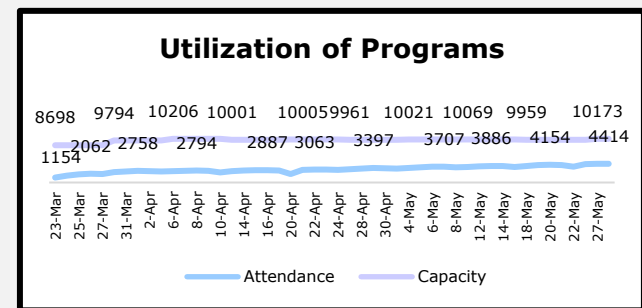 Utilization of Programs
8698 9794 10206 10001 10005 9961 10021 10069 9959 10173
1154 2062 2758 2794 2887 3063 3397 3707 3886 4154 4414
23-Mar 25-Mar 27-Mar 31-Mar 2-Apr 6-Apr 8-Apr 10-Apr 14-Apr 16-Apr 20-Apr 22-Apr 24-Apr 28-Apr 30-Apr 4-May 6-May 8-May 12-May 14-May 18-May 20-May 22-May 27-May
Attendance Capacity